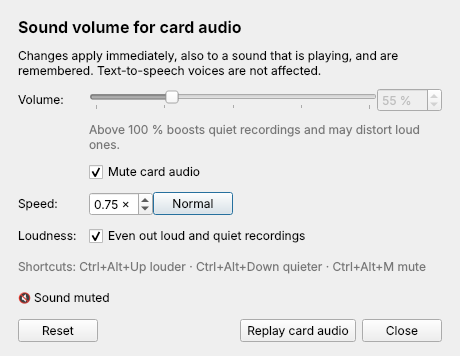 Sound volume for card audio
Changes apply immediately, also to a sound that is playing, and are
remembered. Text-to-speech voices are not affected.
Volume:
55 %
Above 100 % boosts quiet recordings and may distort loud
ones.
Mute card audio
Speed:
0.75 ×
Normal
Loudness:
Even out loud and quiet recordings
Shortcuts: Ctrl+Alt+Up louder · Ctrl+Alt+Down quieter · Ctrl+Alt+M mute
Sound muted
Reset
Replay card audio
Close